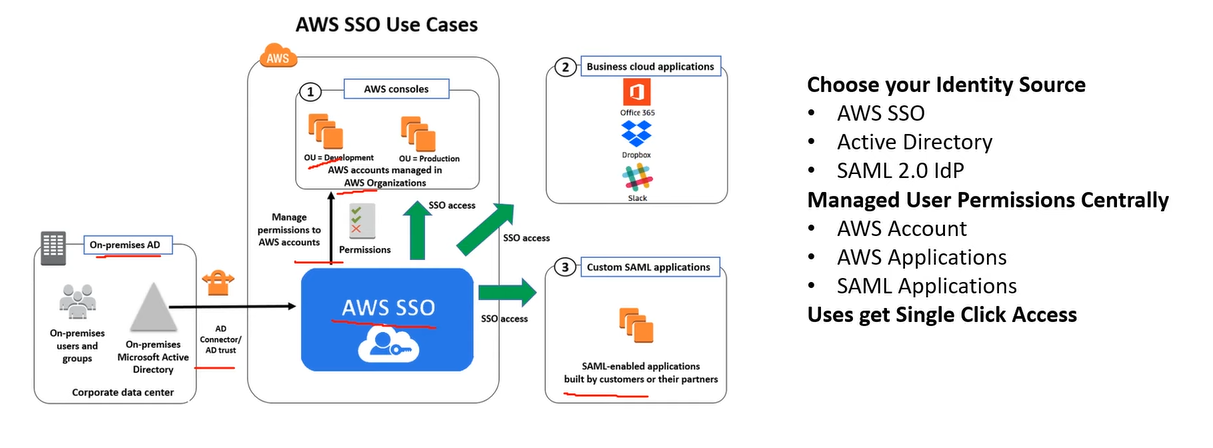 AWS SSO Use Cases
AWS
1
AWS consoles
OU = Development
OU = Production
AWS accounts managed in
AWS Organizations
Manage
permissions to
AWS accounts
Permissions
SSO access
SSO access
SSO access
2
Business cloud applications
Office 365
Dropbox
Slack
On-premises AD
On-premises
users and
groups
On-premises
Microsoft Active
Directory
Corporate data center
AD
Connector/
AD trust
AWS SSO
3
Custom SAML applications
SAML-enabled applications
built by customers or their partners
Choose your Identity Source
• AWS SSO
• Active Directory
• SAML 2.0 IdP
Managed User Permissions Centrally
• AWS Account
• AWS Applications
• SAML Applications
Uses get Single Click Access